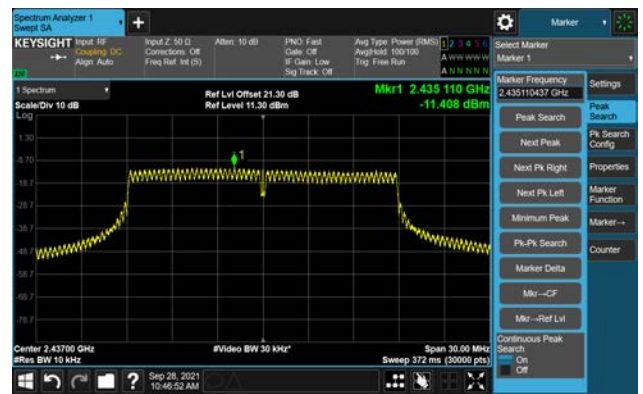 Spectrum Analyzer 1
Swept SA
Marker
KEYSIGHT
Input: RF
Coupling: DC
Align: Auto
Input Z: 50 Ω
Corrections: Off
Freq Ref: Int (S)
Atten: 10 dB
PNO: Fast
Gate: Off
IF Gain: Low
Sig Track: Off
Avg Type: Power (RMS)
Avg|Hold: 100/100
Trig: Free Run
1 2 3 4 5 6
A W W W W W
A N N N N N
Select Marker
Marker 1
1 Spectrum
Scale/Div 10 dB
Log
Ref Lvl Offset 21.30 dB
Ref Level 11.30 dBm
Mkr1 2.435 110 GHz
-11.408 dBm
1
1.30
-8.70
-18.7
-28.7
-38.7
-48.7
-58.7
-68.7
-78.7
Center 2.43700 GHz
#Res BW 10 kHz
#Video BW 30 kHz*
Span 30.00 MHz
Sweep 372 ms (30000 pts)
Marker Frequency
2.435110437 GHz
Peak Search
Next Peak
Next Pk Right
Next Pk Left
Minimum Peak
Pk-Pk Search
Marker Delta
Mkr→CF
Mkr→Ref Lvl
Continuous Peak
Search
On
Off
Settings
Peak
Search
Pk Search
Config
Properties
Marker
Function
Marker→
Counter
?
Sep 28, 2021
10:46:52 AM